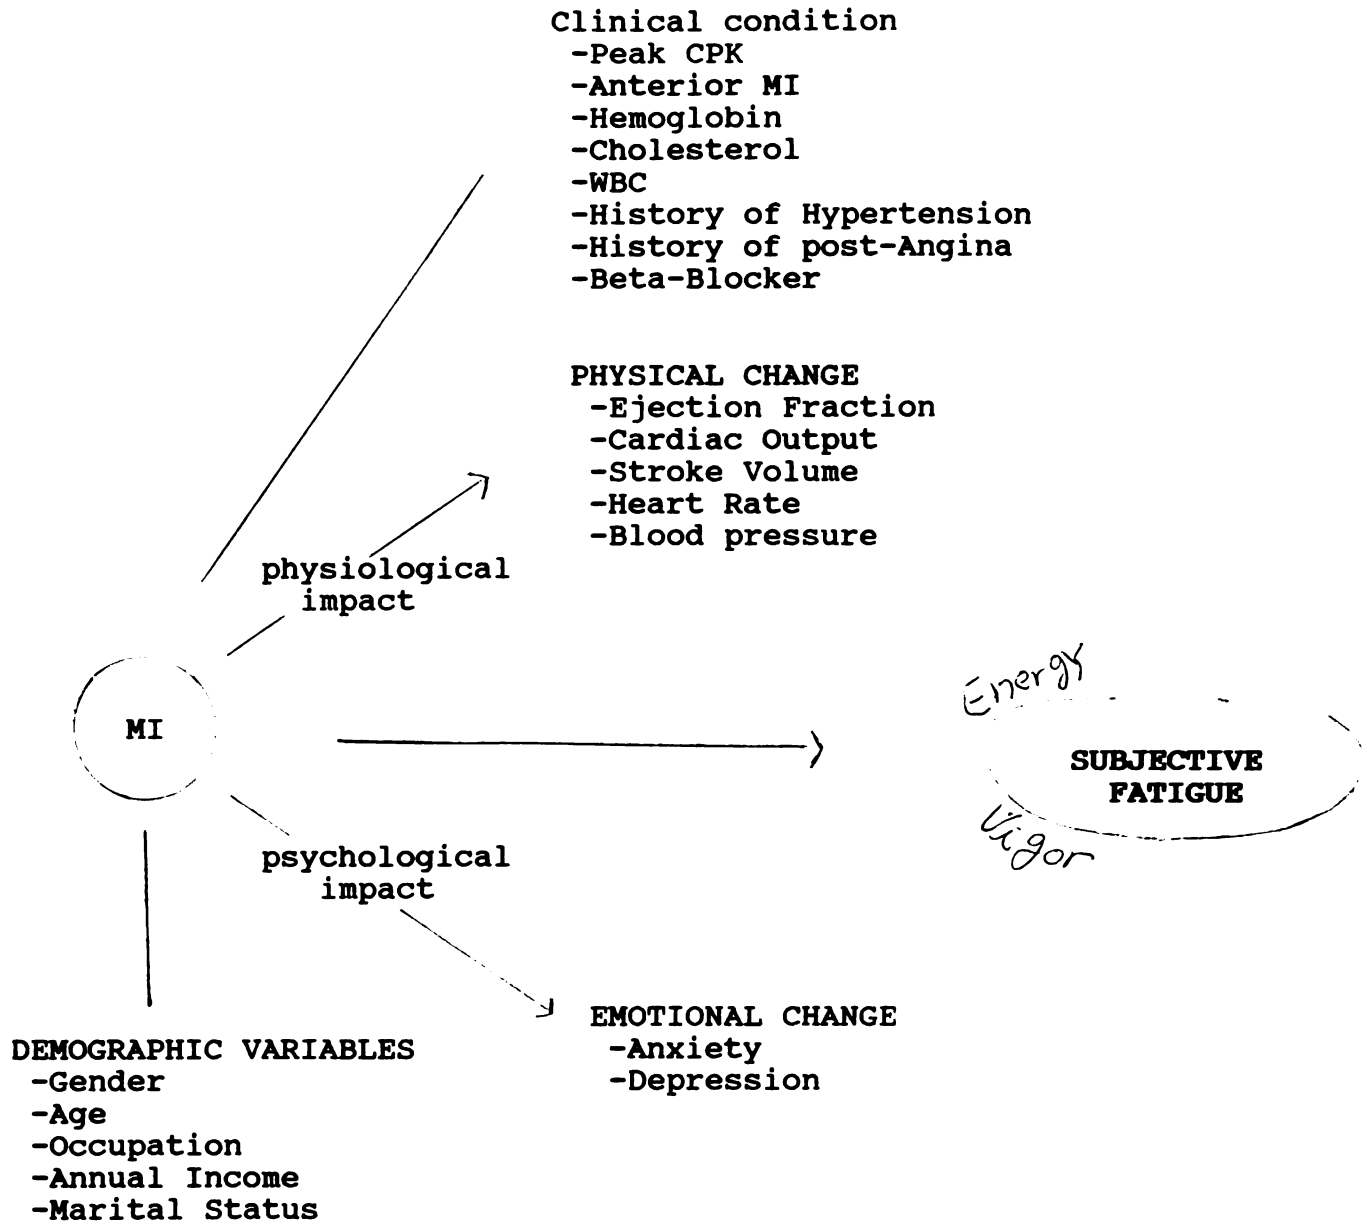 Clinical condition
-Peak CPK
-Anterior MI
-Hemoglobin
-Cholesterol
-WBC
-History of Hypertension
-History of post-Angina
-Beta-Blocker
PHYSICAL CHANGE
-Ejection Fraction
-Cardiac Output
-Stroke Volume
-Heart Rate
-Blood pressure
physiological
impact
MI
Energy
SUBJECTIVE
FATIGUE
Vigor
psychological
impact
EMOTIONAL CHANGE
-Anxiety
-Depression
DEMOGRAPHIC VARIABLES
-Gender
-Age
-Occupation
-Annual Income
-Marital Status